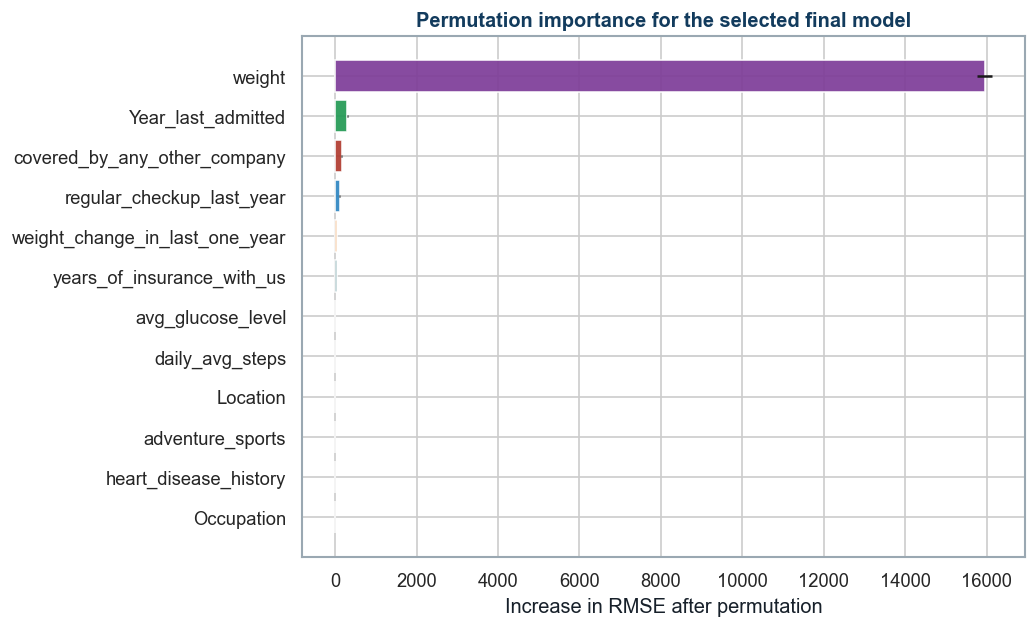 Permutation importance for the selected final model
weight
Year_last_admitted
covered_by_any_other_company
regular_checkup_last_year
weight_change_in_last_one_year
years_of_insurance_with_us
avg_glucose_level
daily_avg_steps
Location
adventure_sports
heart_disease_history
Occupation
0 2000 4000 6000 8000 10000 12000 14000 16000
Increase in RMSE after permutation